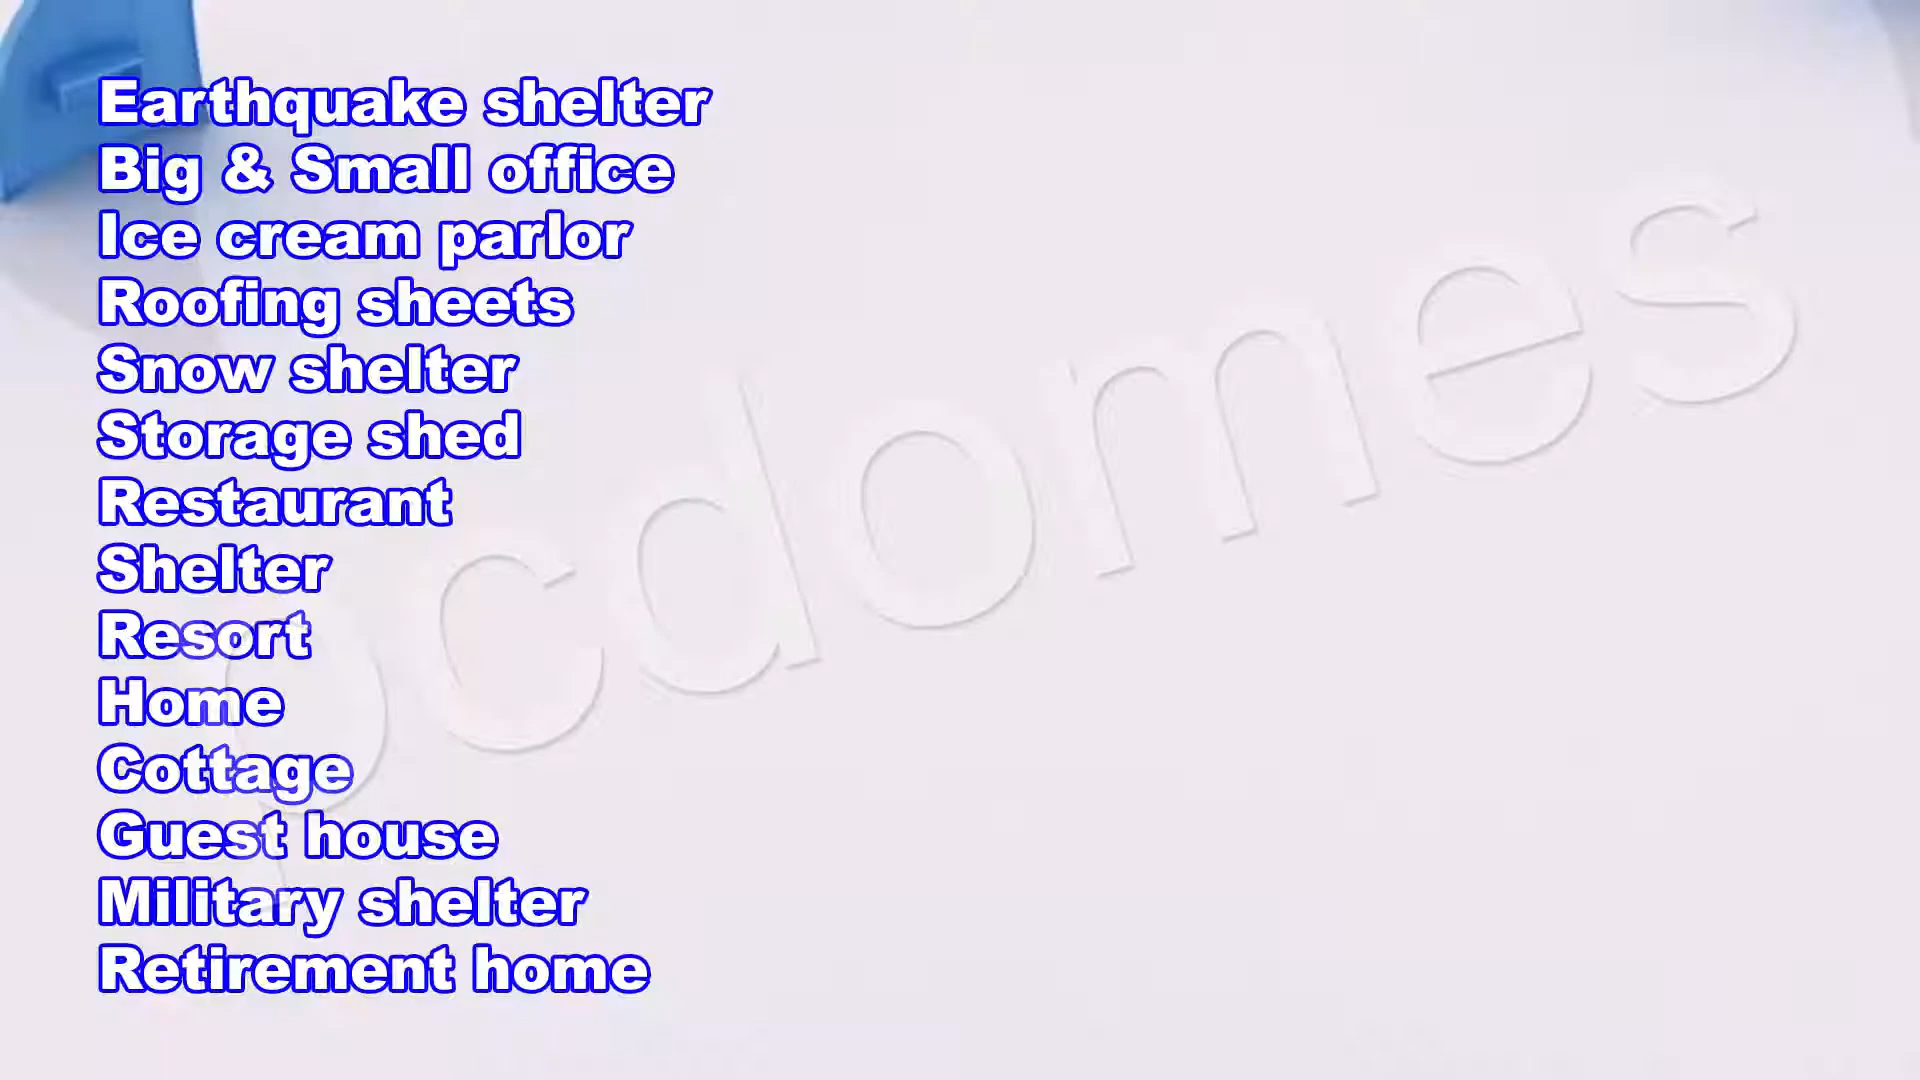 Earthquake shelter
Big & Small office
Ice cream parlor
Roofing sheets
Snow shelter
Storage shed
Restaurant
Shelter
Resort
Home
Cottage
Guest house
Military shelter
Retirement home
pcdomes